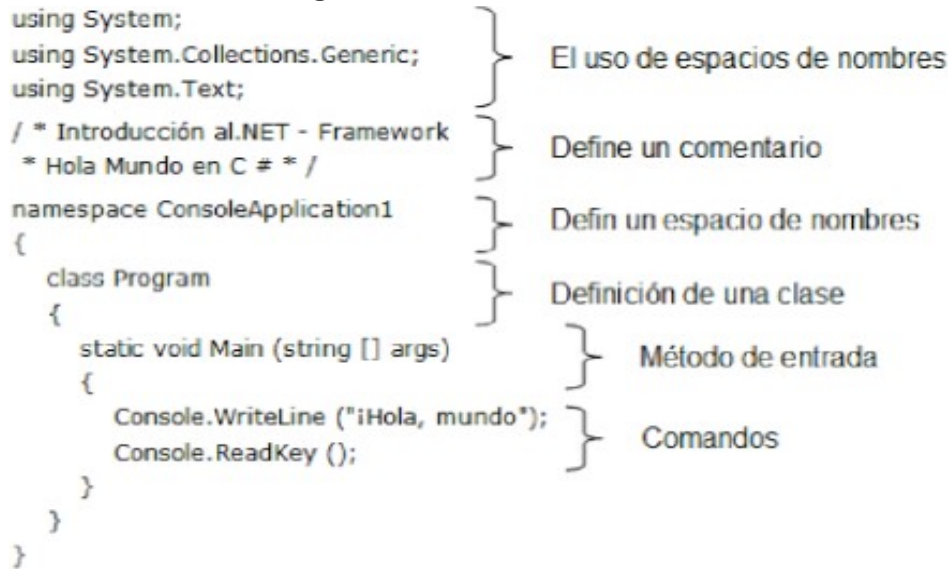 using System;
using System.Collections.Generic;
using System.Text;
El uso de espacios de nombres
/ * Introducción al.NET - Framework
* Hola Mundo en C # * /
Define un comentario
namespace ConsoleApplication1
{
Defin un espacio de nombres
class Program
{
Definición de una clase
static void Main (string [] args)
{
Método de entrada
Console.WriteLine ("¡Hola, mundo");
Console.ReadKey ();
Comandos
}
}
}